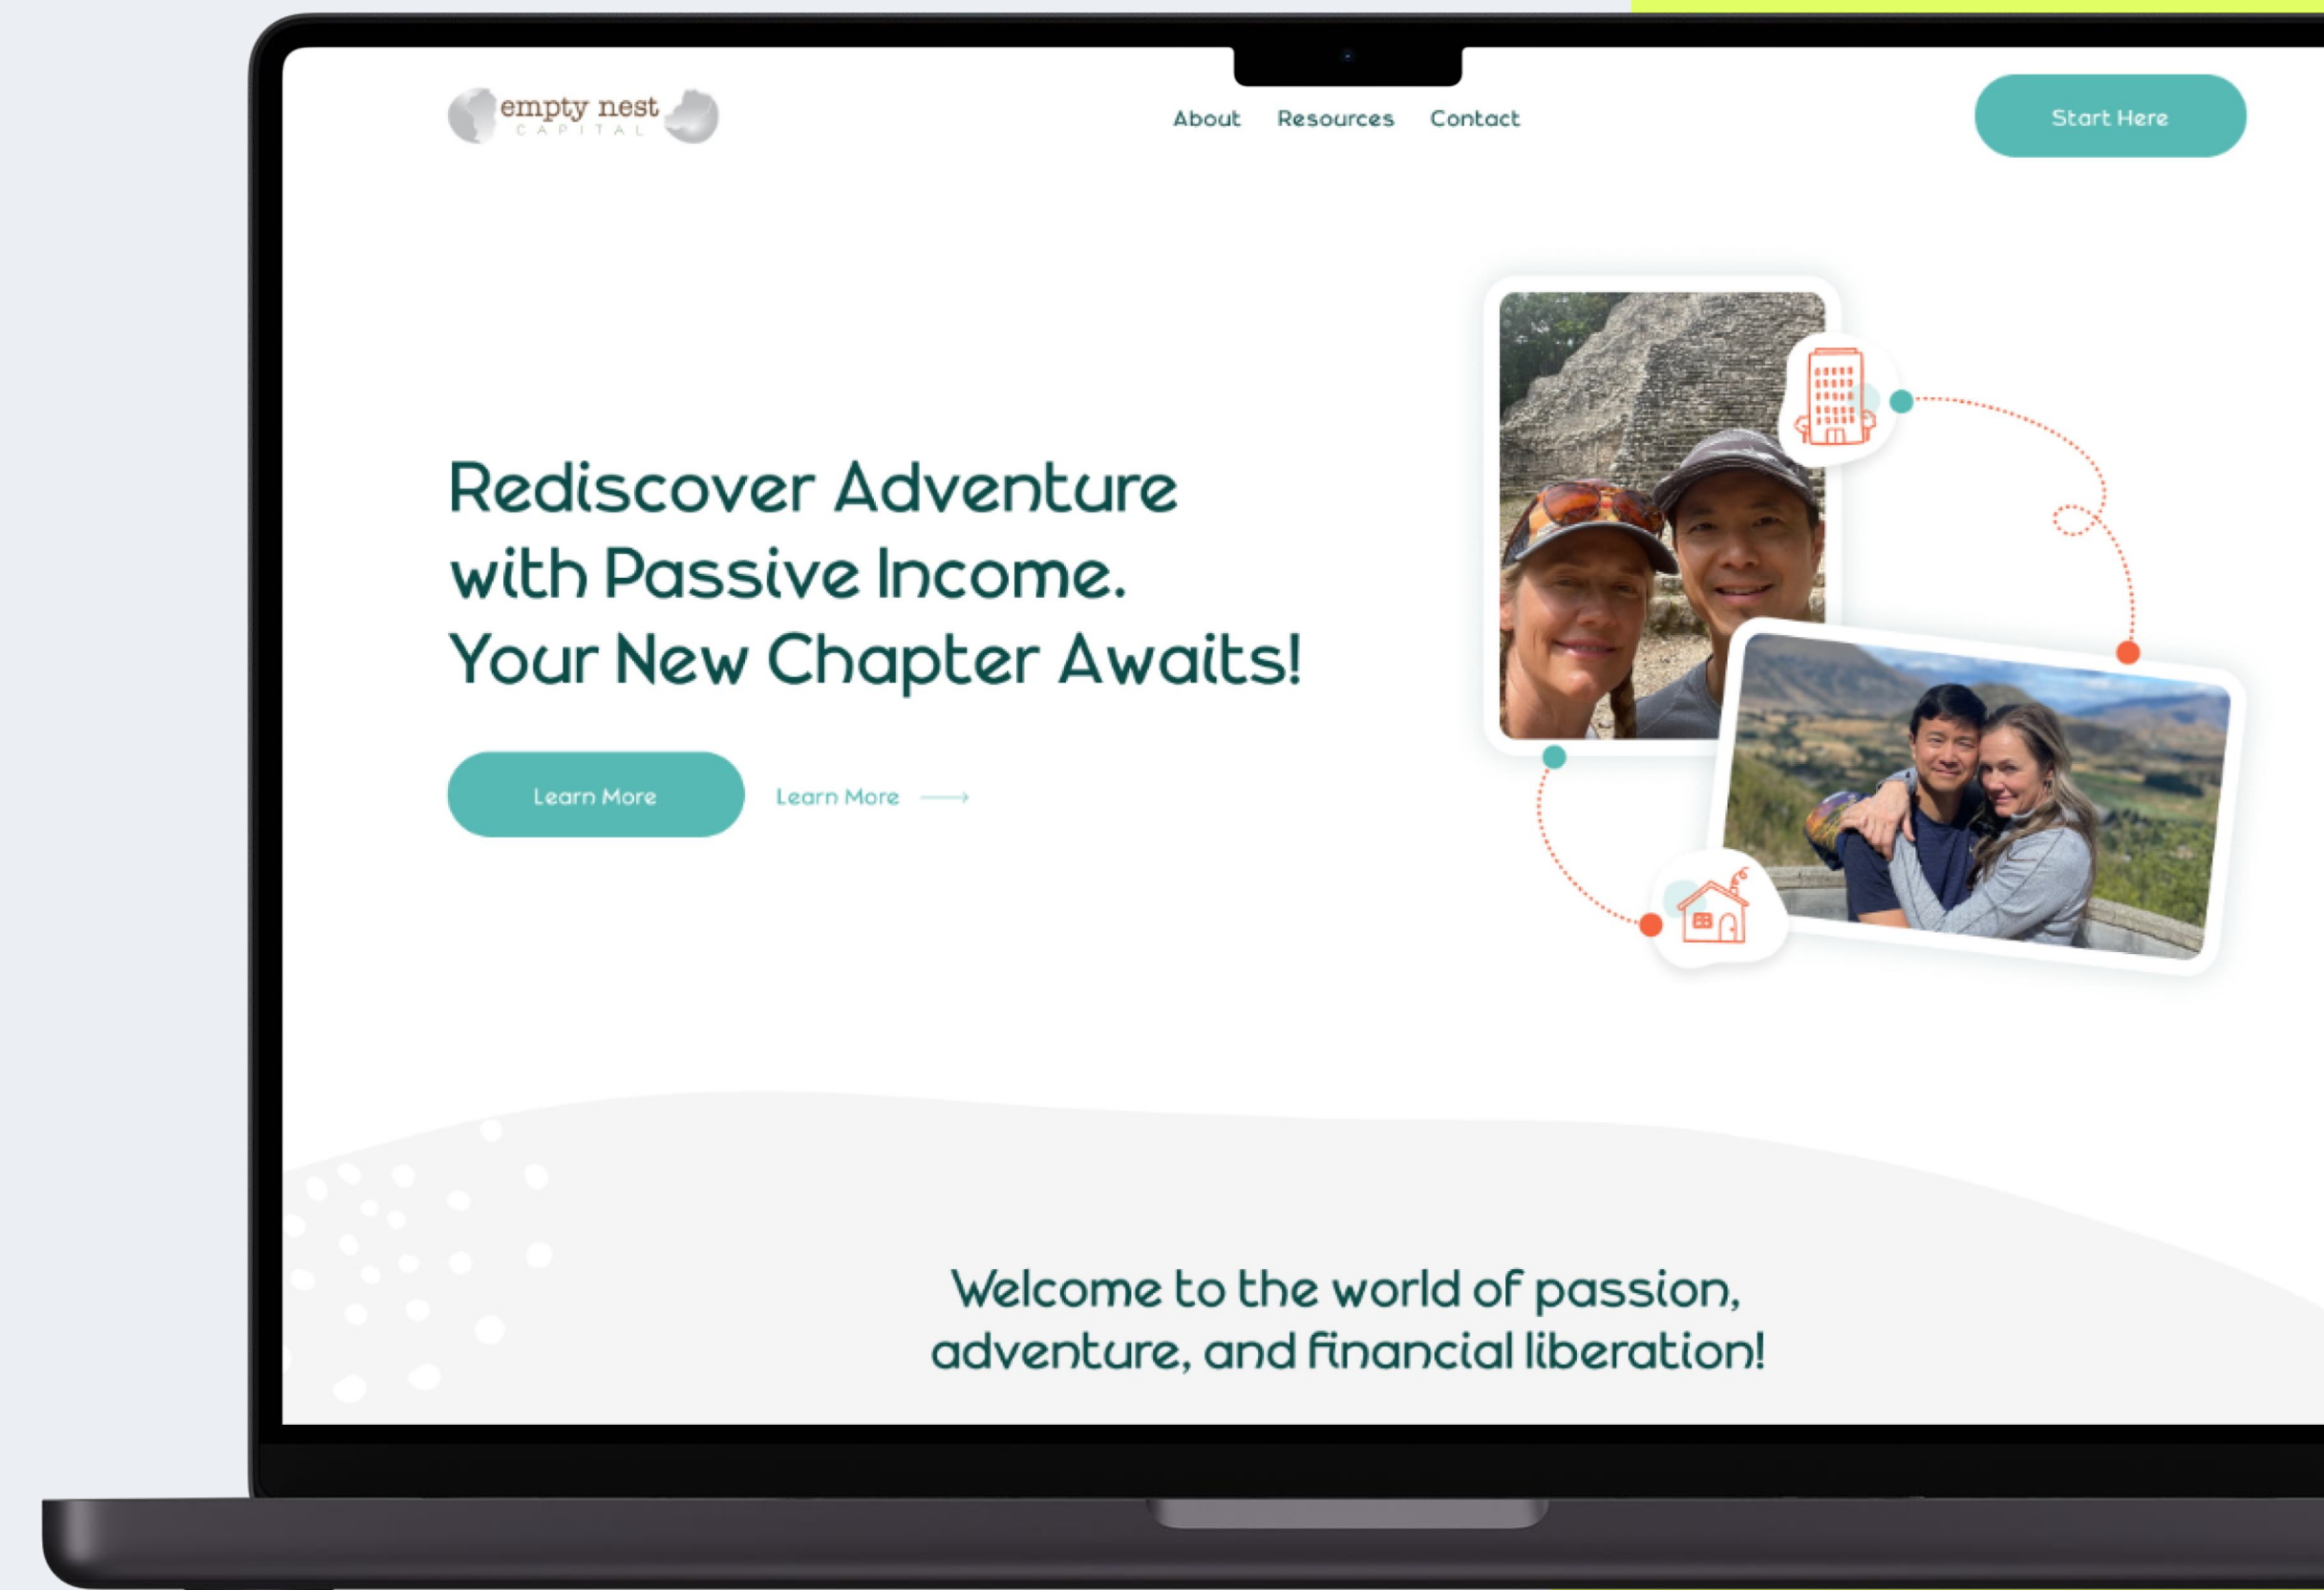 empty nest
CAPITAL
About Resources Contact
Start Here
Rediscover Adventure
with Passive Income.
Your New Chapter Awaits!
Learn More
Learn More
Welcome to the world of passion,
adventure, and financial liberation!